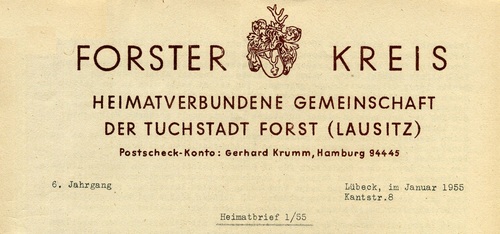 FORSTER KREIS
HEIMATVERBUNDENE GEMEINSCHAFT
DER TUCHSTADT FORST (LAUSITZ)
Postscheck-Konto: Gerhard Krumm, Hamburg 94445
6. Jahrgang Lübeck, im Januar 1955
Kantstr.8
Heimatbrief 1/55